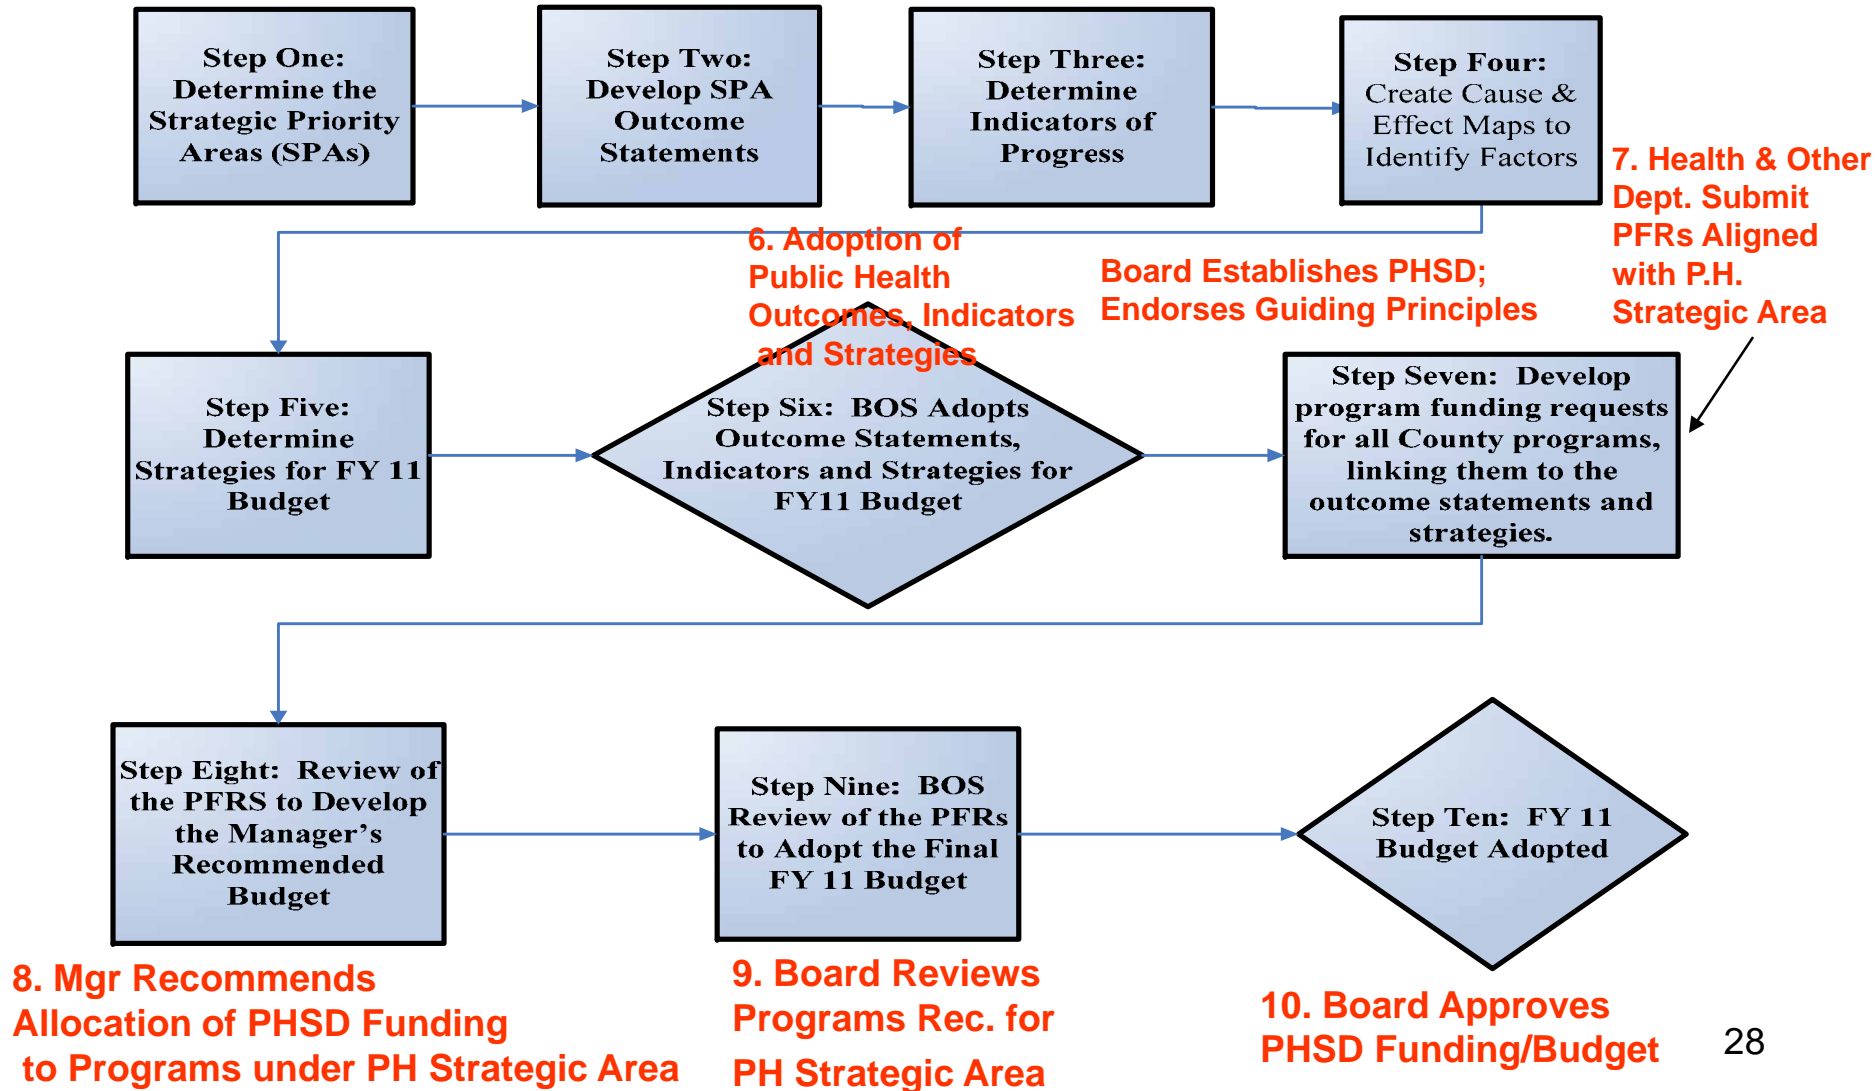 Step One:
Determine the
Strategic Priority
Areas (SPAs)
Step Two:
Develop SPA
Outcome
Statements
Step Three:
Determine
Indicators of
Progress
Step Four:
Create Cause &
Effect Maps to
Identify Factors
7. Health & Other
Dept. Submit
PFRs Aligned
with P.H.
Strategic Area
6. Adoption of
Public Health
Outcomes, Indicators
and Strategies
Board Establishes PHSD;
Endorses Guiding Principles
Step Five:
Determine
Strategies for FY 11
Budget
Step Six: BOS Adopts
Outcome Statements,
Indicators and Strategies for
FY11 Budget
Step Seven: Develop
program funding requests
for all County programs,
linking them to the
outcome statements and
strategies.
Step Eight: Review of
the PFRS to Develop
the Manager’s
Recommended
Budget
Step Nine: BOS
Review of the PFRs
to Adopt the Final
FY 11 Budget
Step Ten: FY 11
Budget Adopted
8. Mgr Recommends
Allocation of PHSD Funding
to Programs under PH Strategic Area
9. Board Reviews
Programs Rec. for
PH Strategic Area
10. Board Approves
PHSD Funding/Budget
28